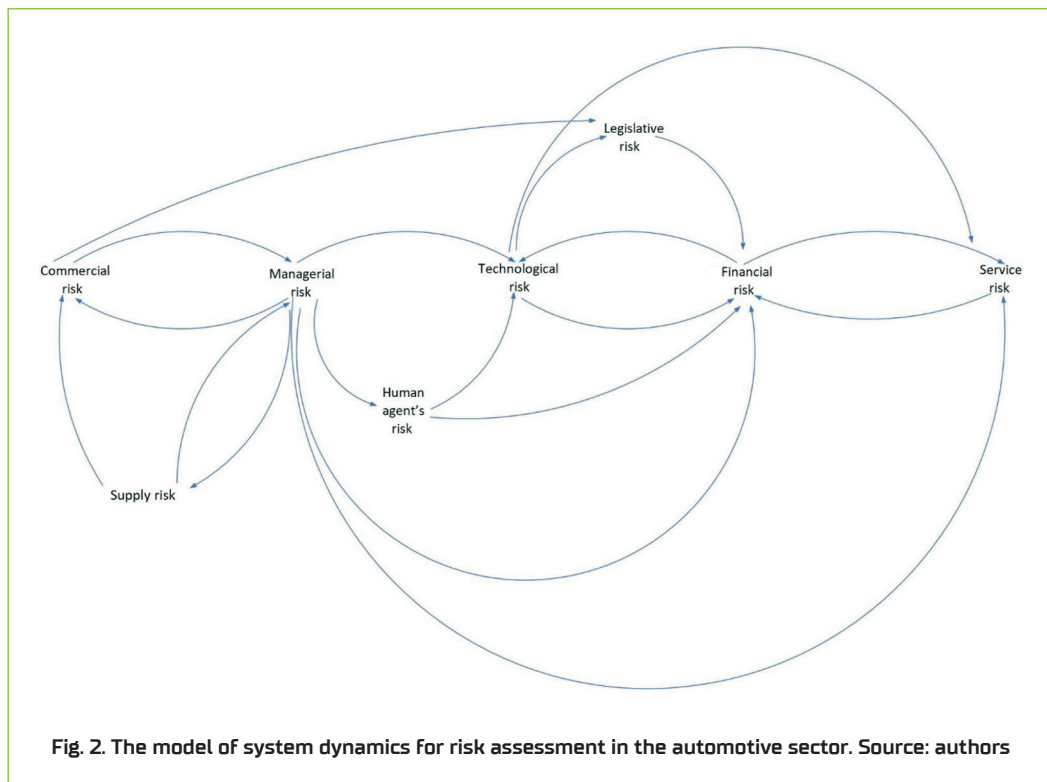 Legislative
risk
Commercial
risk
Managerial
risk
Technological
risk
Financial
risk
Service
risk
Human
agent's
risk
Supply risk
Fig. 2. The model of system dynamics for risk assessment in the automotive sector. Source: authors